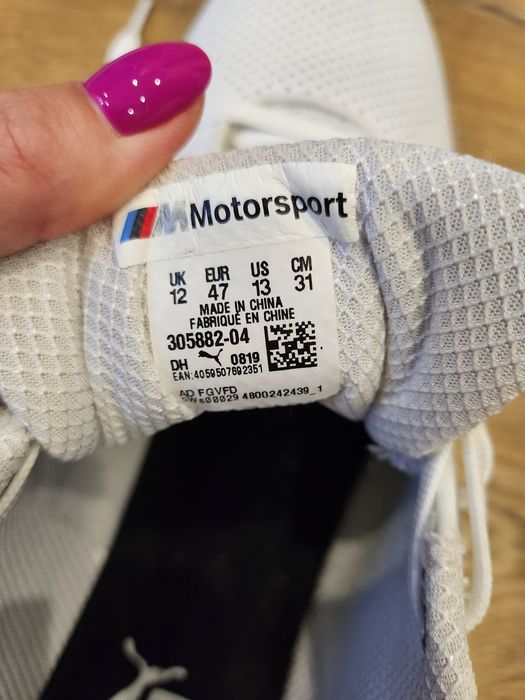 M Motorsport
UK EUR US CM
12 47 13 31
MADE IN CHINA
FABRIQUÉ EN CHINE
305882-04
DH 0819
EAN:4059507692351
AD FGVFD
sWs00029 4800242439_1